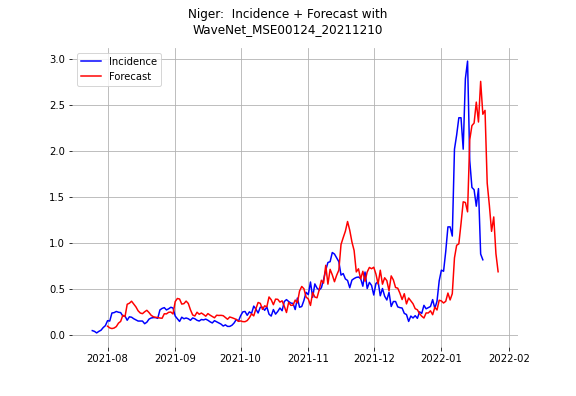 Niger:  Incidence + Forecast with
WaveNet_MSE00124_20211210
Incidence
Forecast
3.0
2.5
2.0
1.5
1.0
0.5
0.0
2021-08 2021-09 2021-10 2021-11 2021-12 2022-01 2022-02